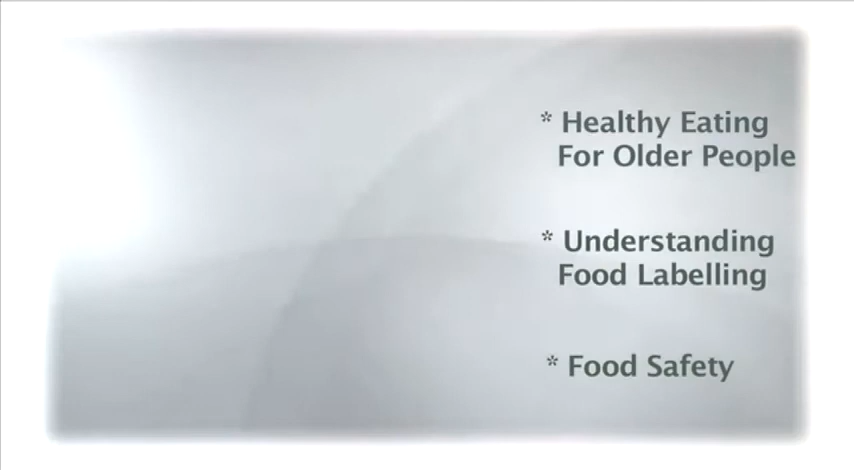 * Healthy Eating
For Older People
* Understanding
Food Labelling
* Food Safety